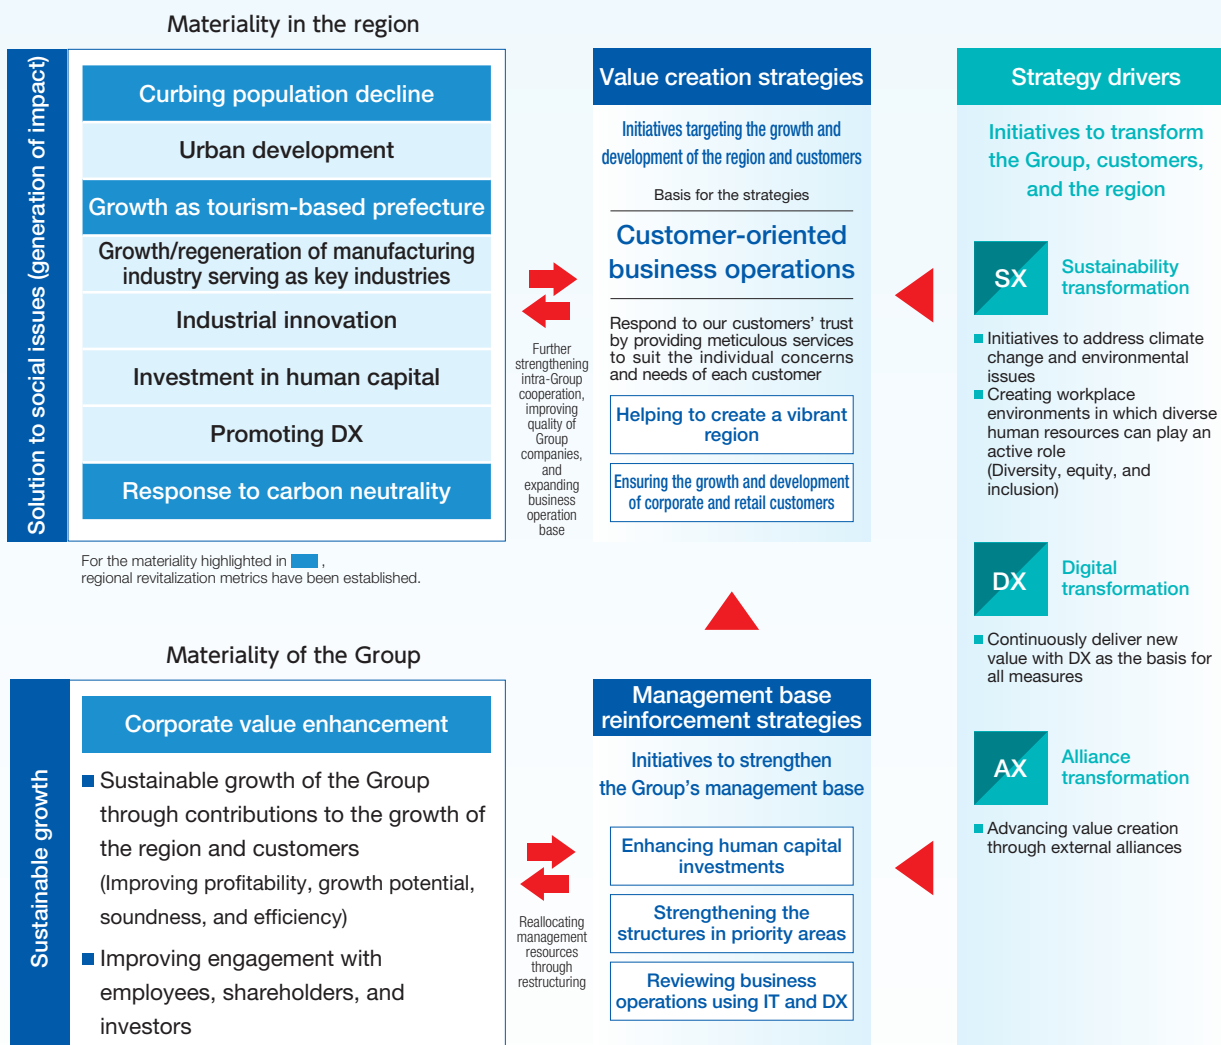 Materiality in the region
Solution to social issues (generation of impact)
Curbing population decline
Urban development
Growth as tourism-based prefecture
Growth/regeneration of manufacturing
industry serving as key industries
Industrial innovation
Investment in human capital
Promoting DX
Response to carbon neutrality
For the materiality highlighted in ,
regional revitalization metrics have been established.
Further
strengthening
intra-Group
cooperation,
improving
quality of
Group
companies,
and
expanding
business
operation
base
Value creation strategies
Initiatives targeting the growth and
development of the region and customers
Basis for the strategies
Customer-oriented
business operations
Respond to our customers’ trust
by providing meticulous services
to suit the individual concerns
and needs of each customer
Helping to create a vibrant
region
Ensuring the growth and development
of corporate and retail customers
Materiality of the Group
Sustainable growth
Corporate value enhancement
Sustainable growth of the Group
through contributions to the growth of
the region and customers
(Improving profitability, growth potential,
soundness, and efficiency)
Improving engagement with
employees, shareholders, and
investors
Reallocating
management
resources
through
restructuring
Management base
reinforcement strategies
Initiatives to strengthen
the Group’s management base
Enhancing human capital
investments
Strengthening the
structures in priority areas
Reviewing business
operations using IT and DX
Strategy drivers
Initiatives to transform
the Group, customers,
and the region
SX
Sustainability
transformation
Initiatives to address climate
change and environmental
issues
Creating workplace
environments in which diverse
human resources can play an
active role
(Diversity, equity, and
inclusion)
DX
Digital
transformation
Continuously deliver new
value with DX as the basis for
all measures
AX
Alliance
transformation
Advancing value creation
through external alliances